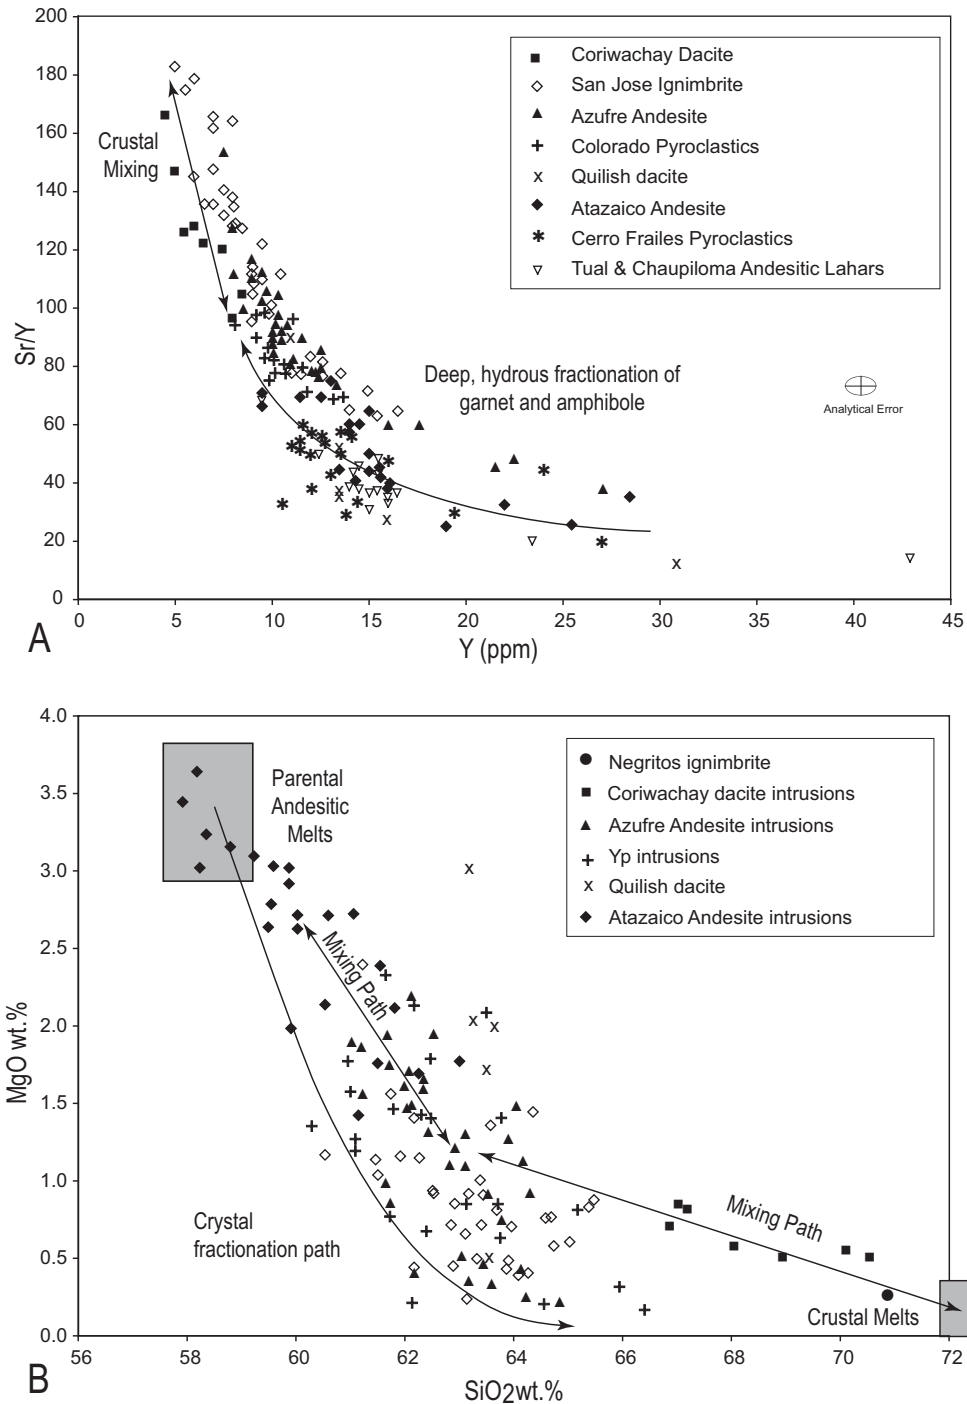 200
180
160
140
120
100
80
60
40
20
0
Sr/Y
0 5 10 15 20 25 30 35 40 45
Y (ppm)
A
Crustal
Mixing
Coriwachay Dacite
San Jose Ignimbrite
Azufre Andesite
Colorado Pyroclastics
Quilish dacite
Atazaico Andesite
Cerro Frailes Pyroclastics
Tual & Chaupiloma Andesitic Lahars
Deep, hydrous fractionation of
garnet and amphibole
Analytical Error
4.0
3.5
3.0
2.5
2.0
1.5
1.0
0.5
0.0
MgO wt.%
56 58 60 62 64 66 68 70 72
SiO2wt.%
B
Parental
Andesitic
Melts
Negritos ignimbrite
Coriwachay dacite intrusions
Azufre Andesite intrusions
Yp intrusions
Quilish dacite
Atazaico Andesite intrusions
Mixing Path
Mixing Path
Crystal
fractionation path
Crustal Melts